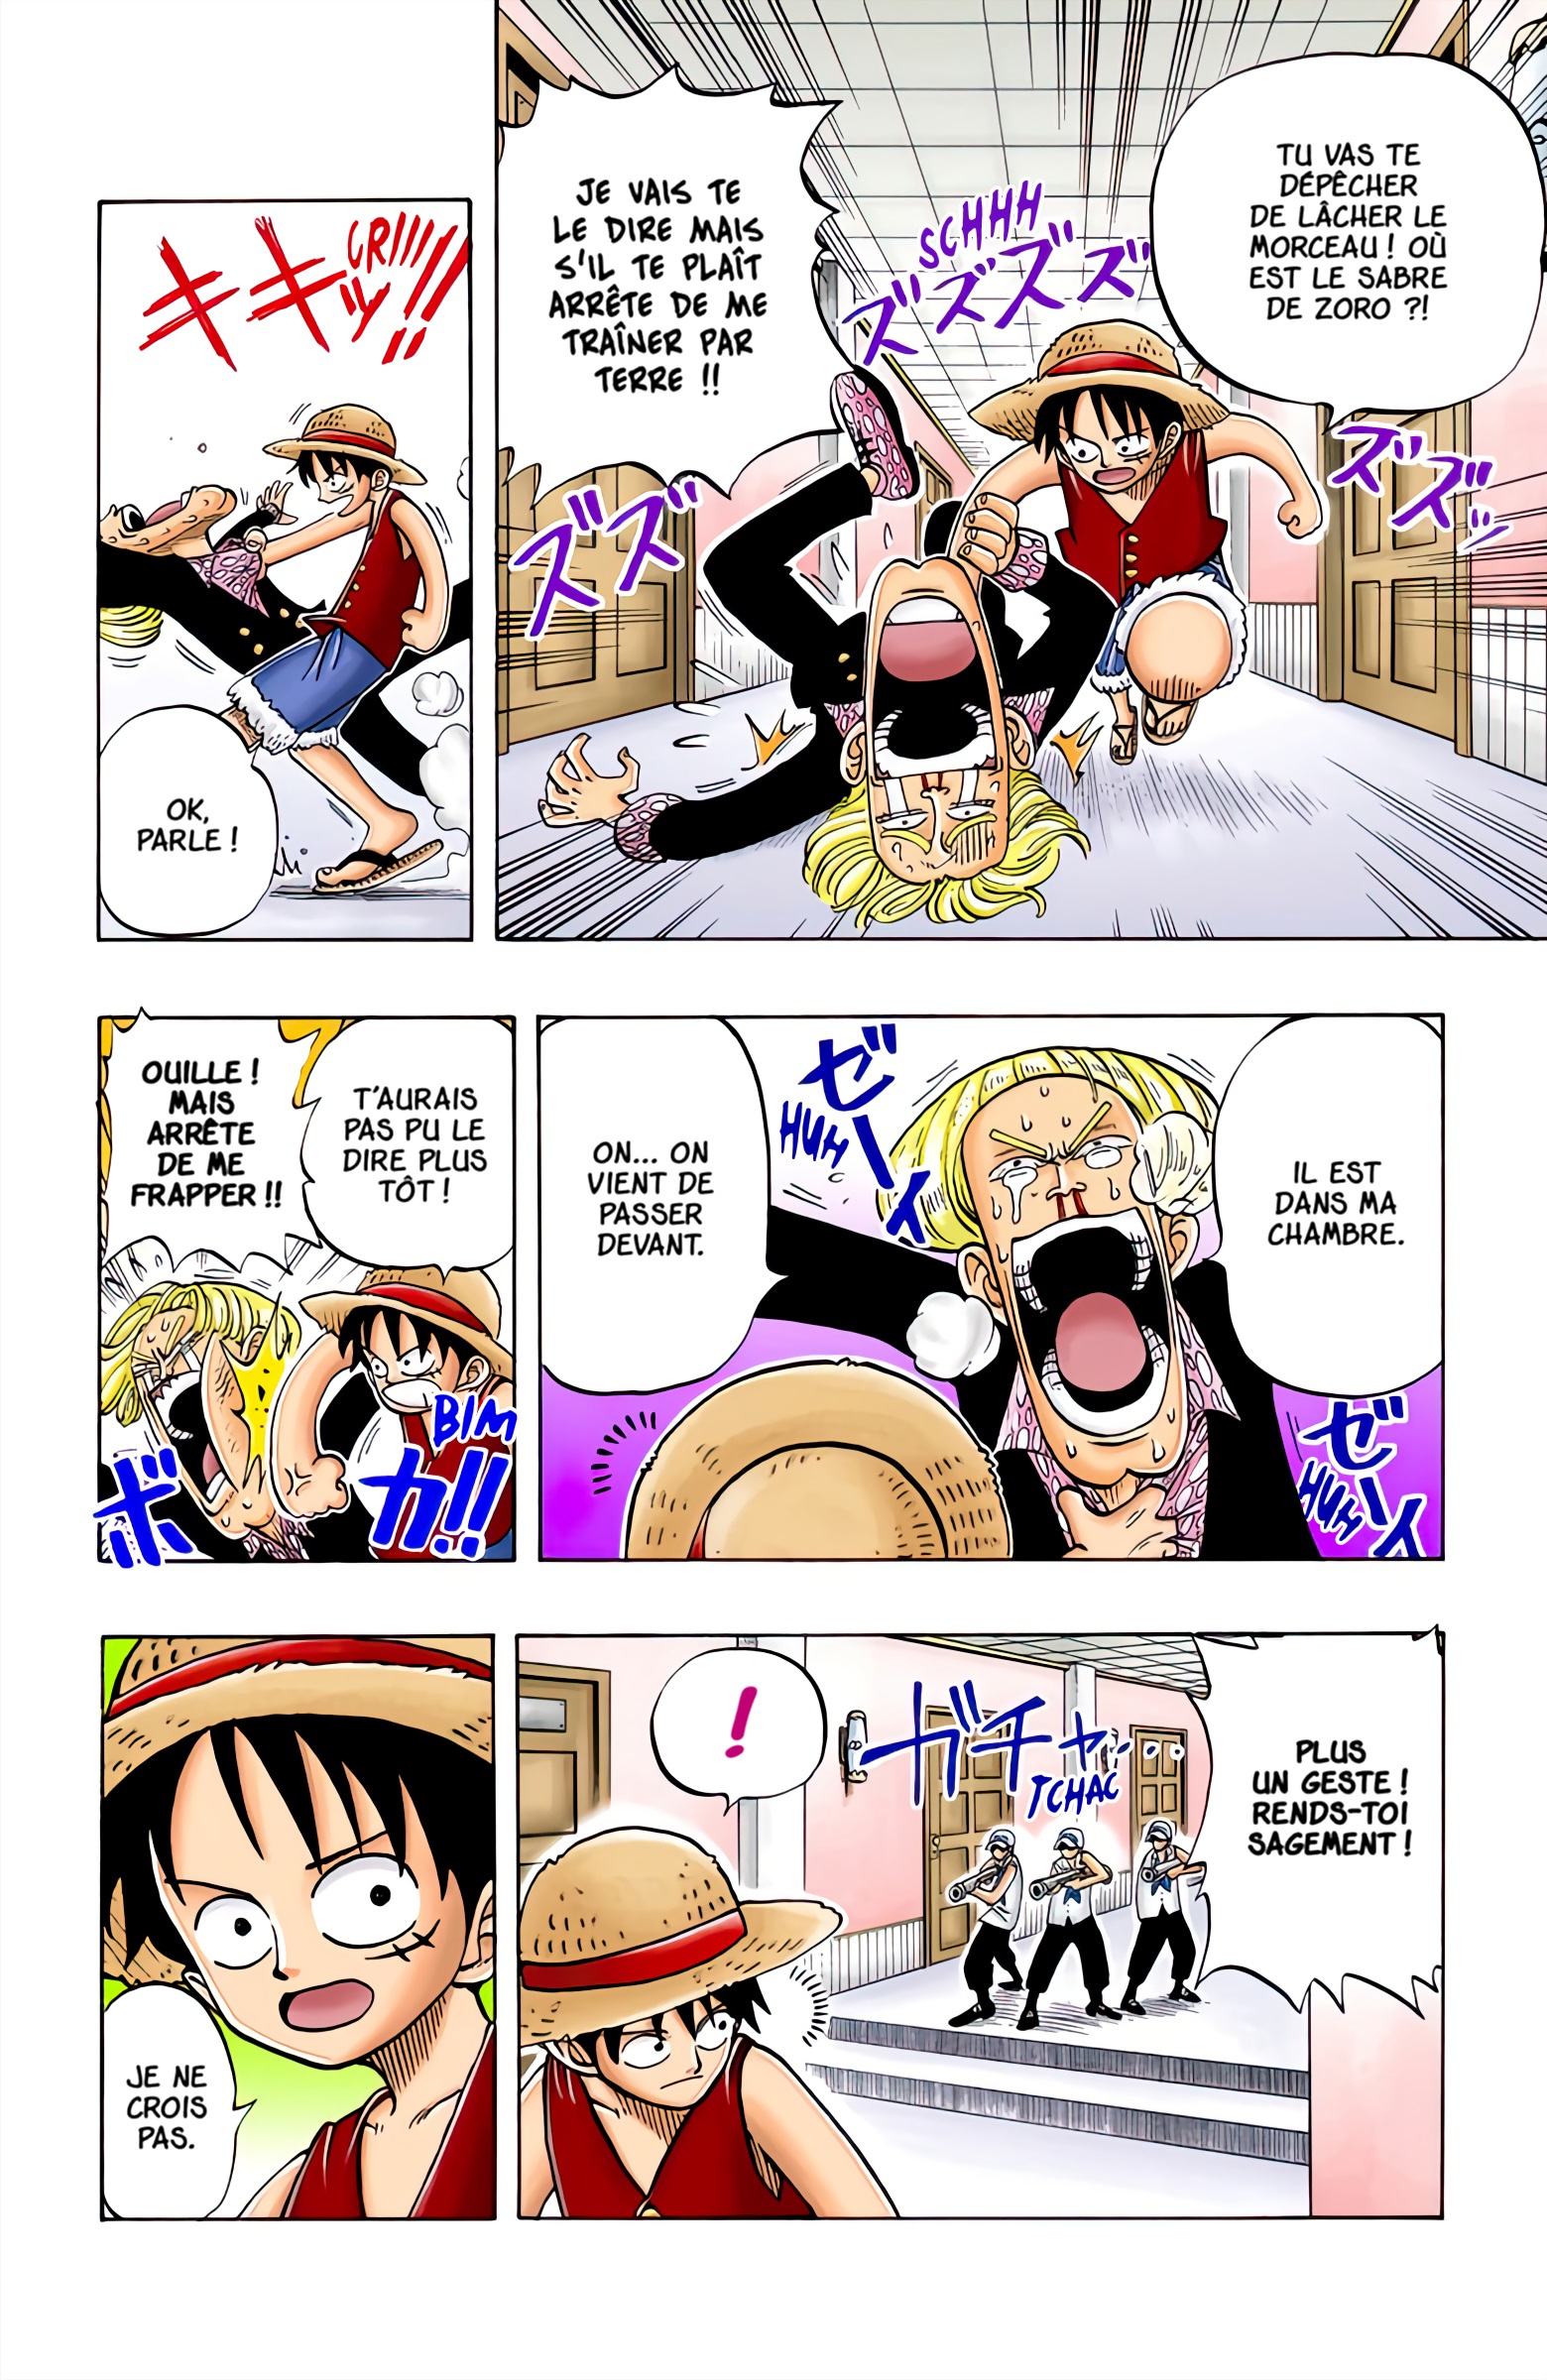 TU VAS TE
DÉPÊCHER
DE LÂCHER LE
MORCEAU ! OÙ
EST LE SABRE
DE ZORO ?!
SCHHH
ズズズズ
ズズッ
JE VAIS TE
LE DIRE MAIS
S'IL TE PLAÎT
ARRÊTE DE ME
TRAÎNER PAR
TERRE !!
ズズ
CRIIII
キキッ!!
OK,
PARLE !
IL EST
DANS MA
CHAMBRE.
ゼーイ
HUH
ON... ON
VIENT DE
PASSER
DEVANT.
ゼーイ
HUH
T'AURAIS
PAS PU LE
DIRE PLUS
TÔT !
OUILLE !
MAIS
ARRÊTE
DE ME
FRAPPER !!
BIM
ボカ!!
PLUS
UN GESTE !
RENDS-TOI
SAGEMENT !
ガチャ...
TCHAC
!
JE NE
CROIS
PAS.